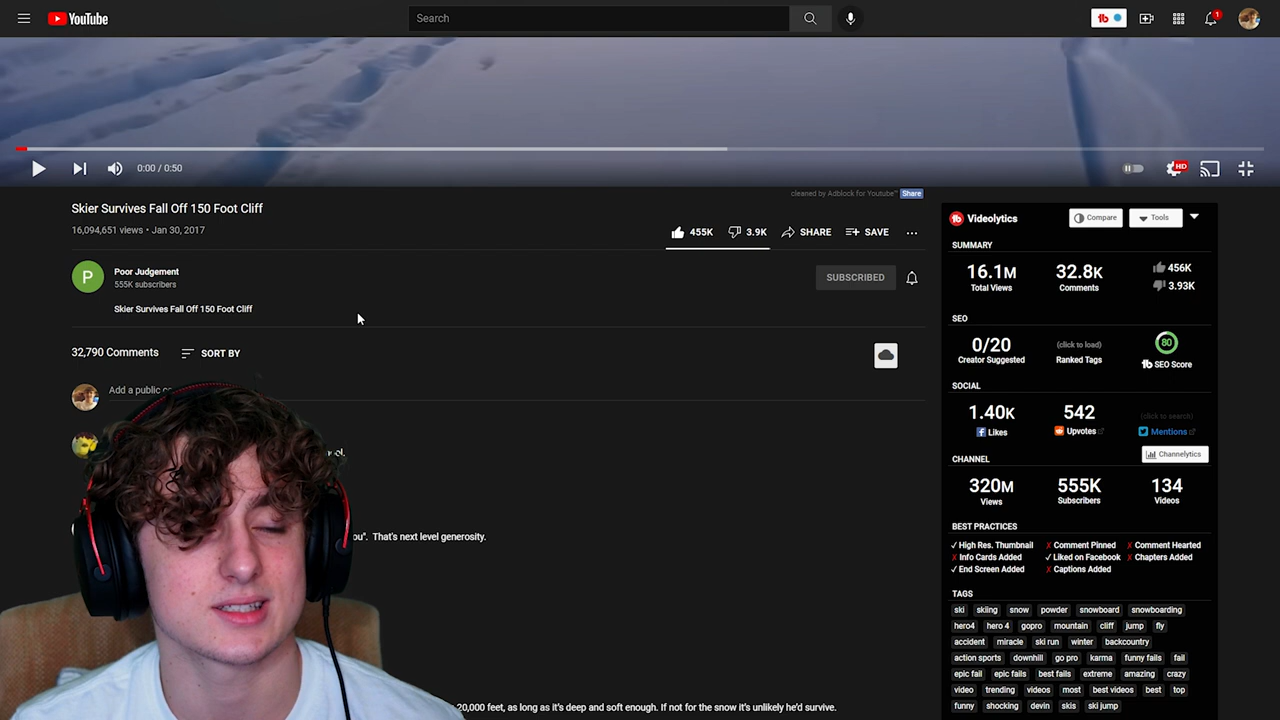 YouTube
Search
1
0:00 / 0:50
HD
cleaned by Adblock for Youtube™ Share
Skier Survives Fall Off 150 Foot Cliff
16,094,651 views • Jan 30, 2017
455K 3.9K SHARE SAVE
P
Poor Judgement
555K subscribers
SUBSCRIBED
Skier Survives Fall Off 150 Foot Cliff
32,790 Comments SORT BY
Add a public
That's next level generosity.
20,000 feet, as long as it's deep and soft enough. If not for the snow it's unlikely he'd survive.
tb Videolytics Compare Tools
SUMMARY
16.1M 32.8K 456K
Total Views Comments 3.93K
SEO
0/20 (click to load) 80
Creator Suggested Ranked Tags tb SEO Score
SOCIAL
1.40K 542 (click to search)
Likes Upvotes Mentions
CHANNEL Channelytics
320M 555K 134
Views Subscribers Videos
BEST PRACTICES
✓ High Res. Thumbnail ✗ Comment Pinned ✗ Comment Hearted
✗ Info Cards Added ✓ Liked on Facebook ✗ Chapters Added
✓ End Screen Added ✗ Captions Added
TAGS
ski skiing snow powder snowboard snowboarding
hero4 hero 4 gopro mountain cliff jump fly
accident miracle ski run winter backcountry
action sports downhill go pro karma funny fails fail
epic fail epic fails best fails extreme amazing crazy
video trending videos most best videos best top
funny shocking devin skis ski jump